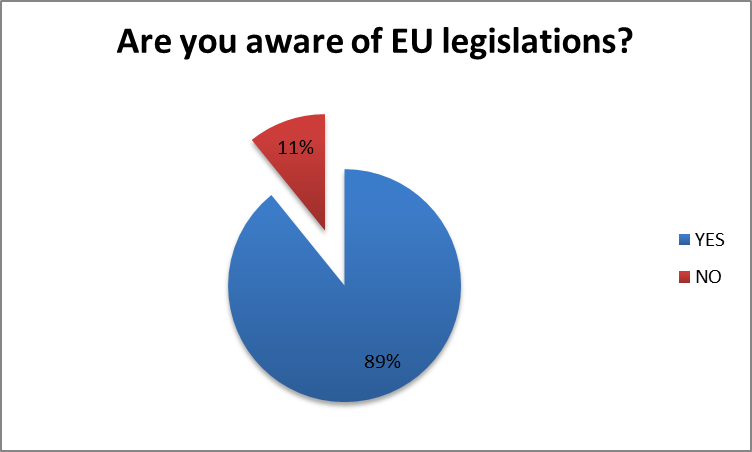 Are you aware of EU legislations?
11%
YES
NO
89%